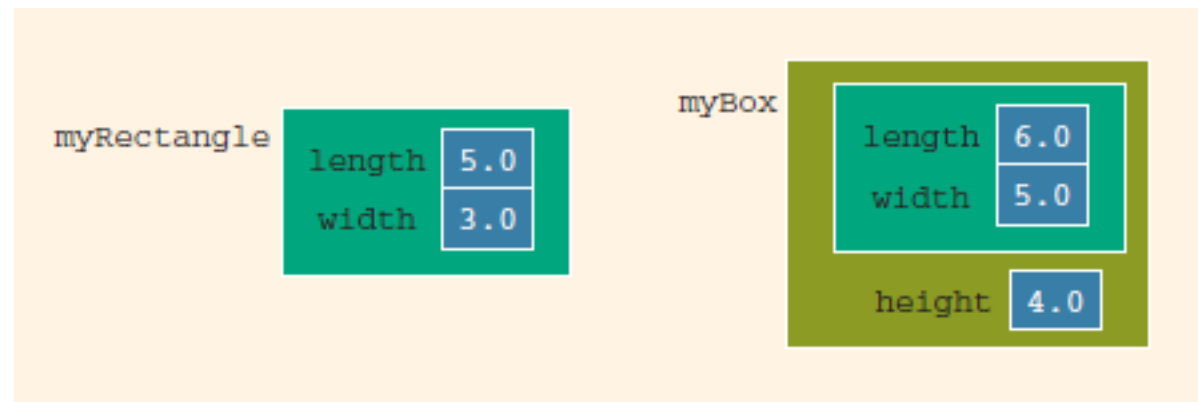 myRectangle
length 5.0
width 3.0
myBox
length 6.0
width 5.0
height 4.0